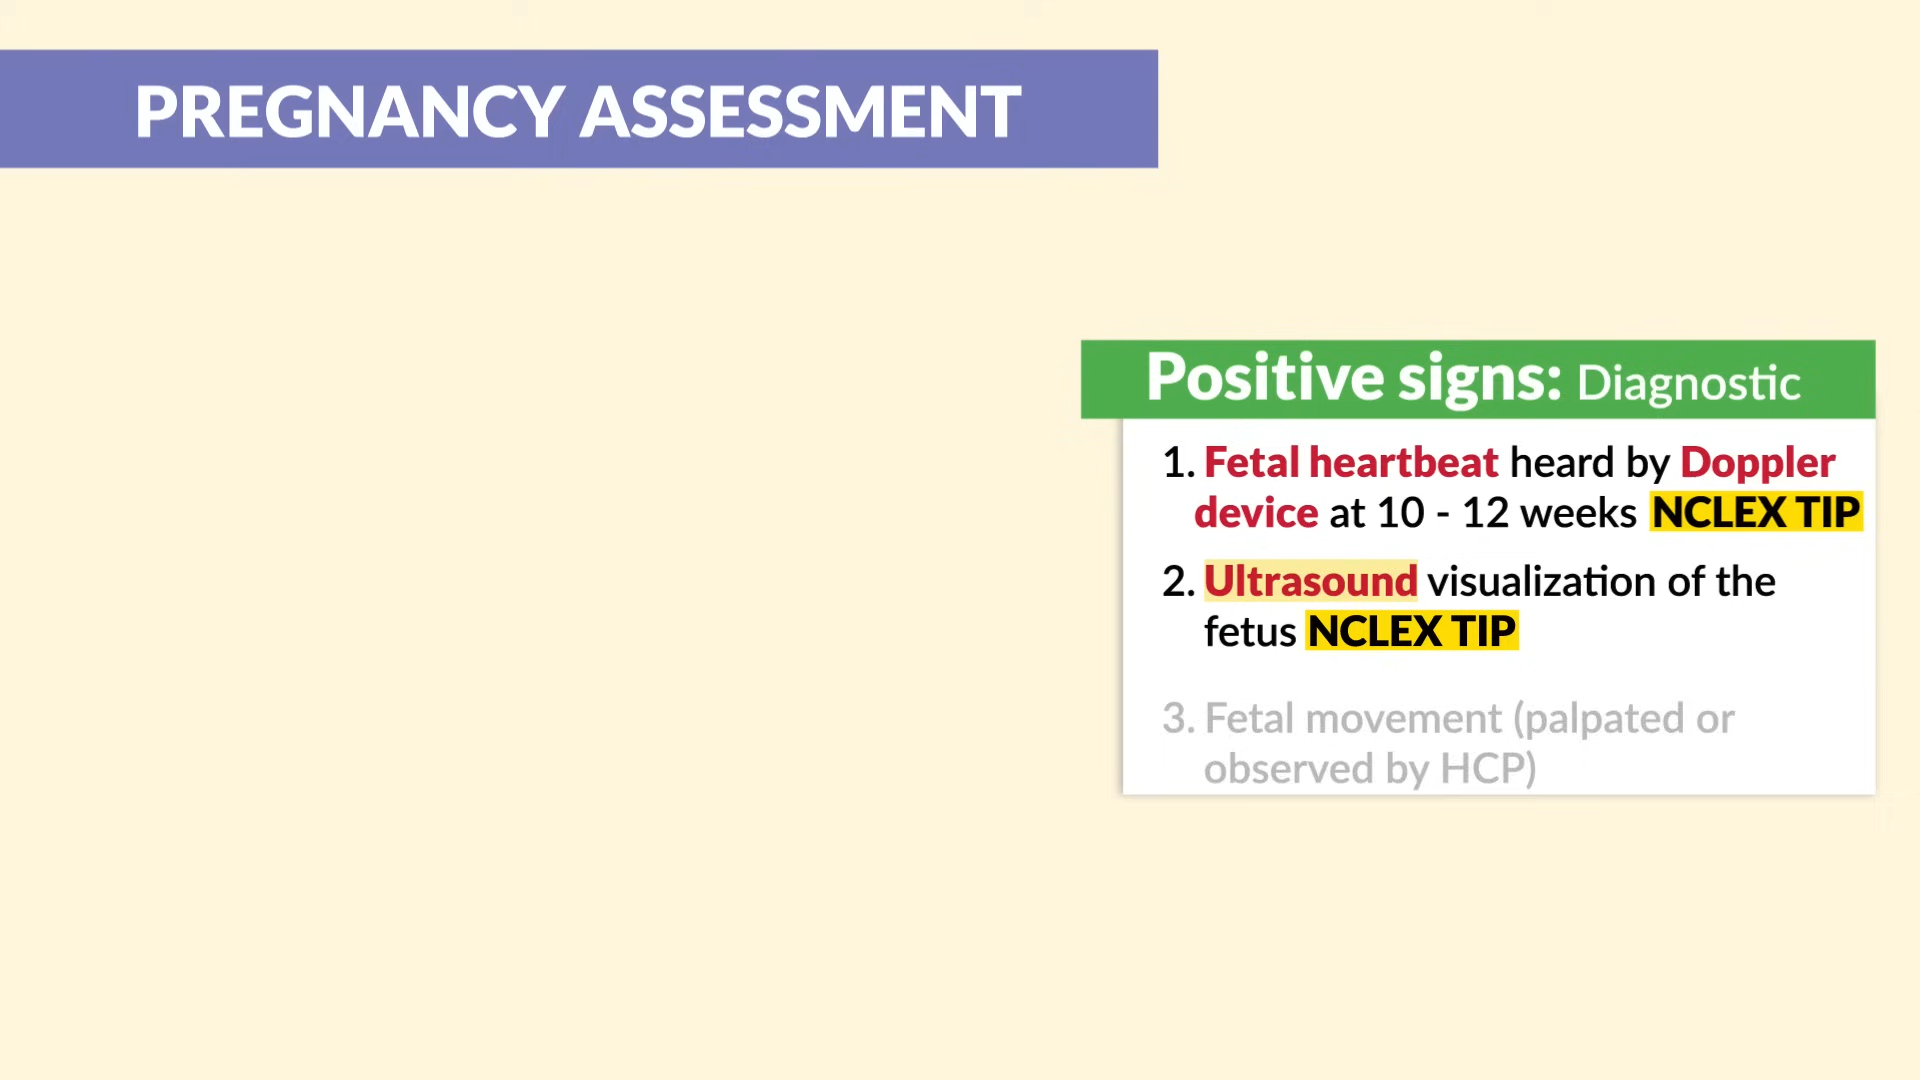 PREGNANCY ASSESSMENT
Positive signs: Diagnostic
1. Fetal heartbeat heard by Doppler
device at 10 - 12 weeks NCLEX TIP
2. Ultrasound visualization of the
fetus NCLEX TIP
3. Fetal movement (palpated or
observed by HCP)